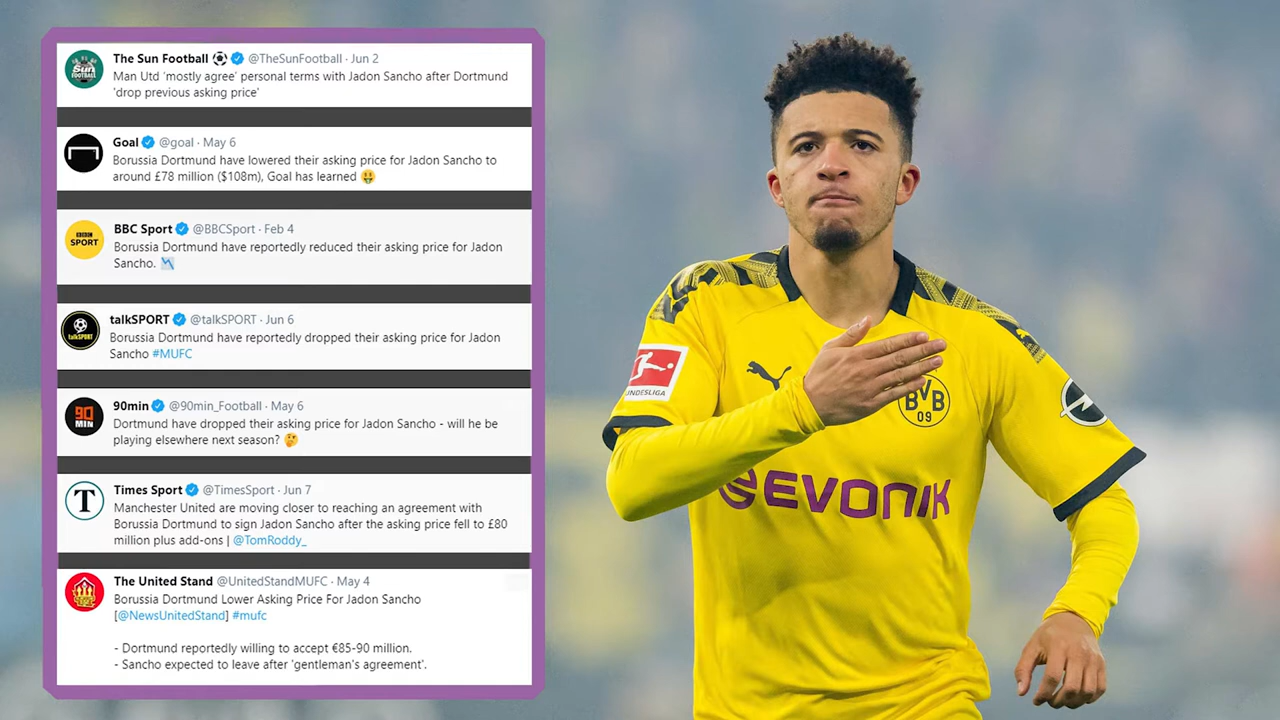 The Sun Football @TheSunFootball · Jun 2
Man Utd 'mostly agree' personal terms with Jadon Sancho after Dortmund
'drop previous asking price'
Sun
FOOTBALL
Goal @goal · May 6
Borussia Dortmund have lowered their asking price for Jadon Sancho to
around £78 million ($108m), Goal has learned 🤑
BBC Sport @BBCSport · Feb 4
Borussia Dortmund have reportedly reduced their asking price for Jadon
Sancho. 📉
BBC
SPORT
talkSPORT @talkSPORT · Jun 6
Borussia Dortmund have reportedly dropped their asking price for Jadon
Sancho #MUFC
talkSPORT
90min @90min_Football · May 6
Dortmund have dropped their asking price for Jadon Sancho - will he be
playing elsewhere next season? 🤔
90
MIN
Times Sport @TimesSport · Jun 7
Manchester United are moving closer to reaching an agreement with
Borussia Dortmund to sign Jadon Sancho after the asking price fell to £80
million plus add-ons | @TomRoddy_
T
The United Stand @UnitedStandMUFC · May 4
Borussia Dortmund Lower Asking Price For Jadon Sancho
[@NewsUnitedStand] #mufc
- Dortmund reportedly willing to accept €85-90 million.
- Sancho expected to leave after 'gentleman's agreement'.
BUNDESLIGA
BVB
09
EVONIK